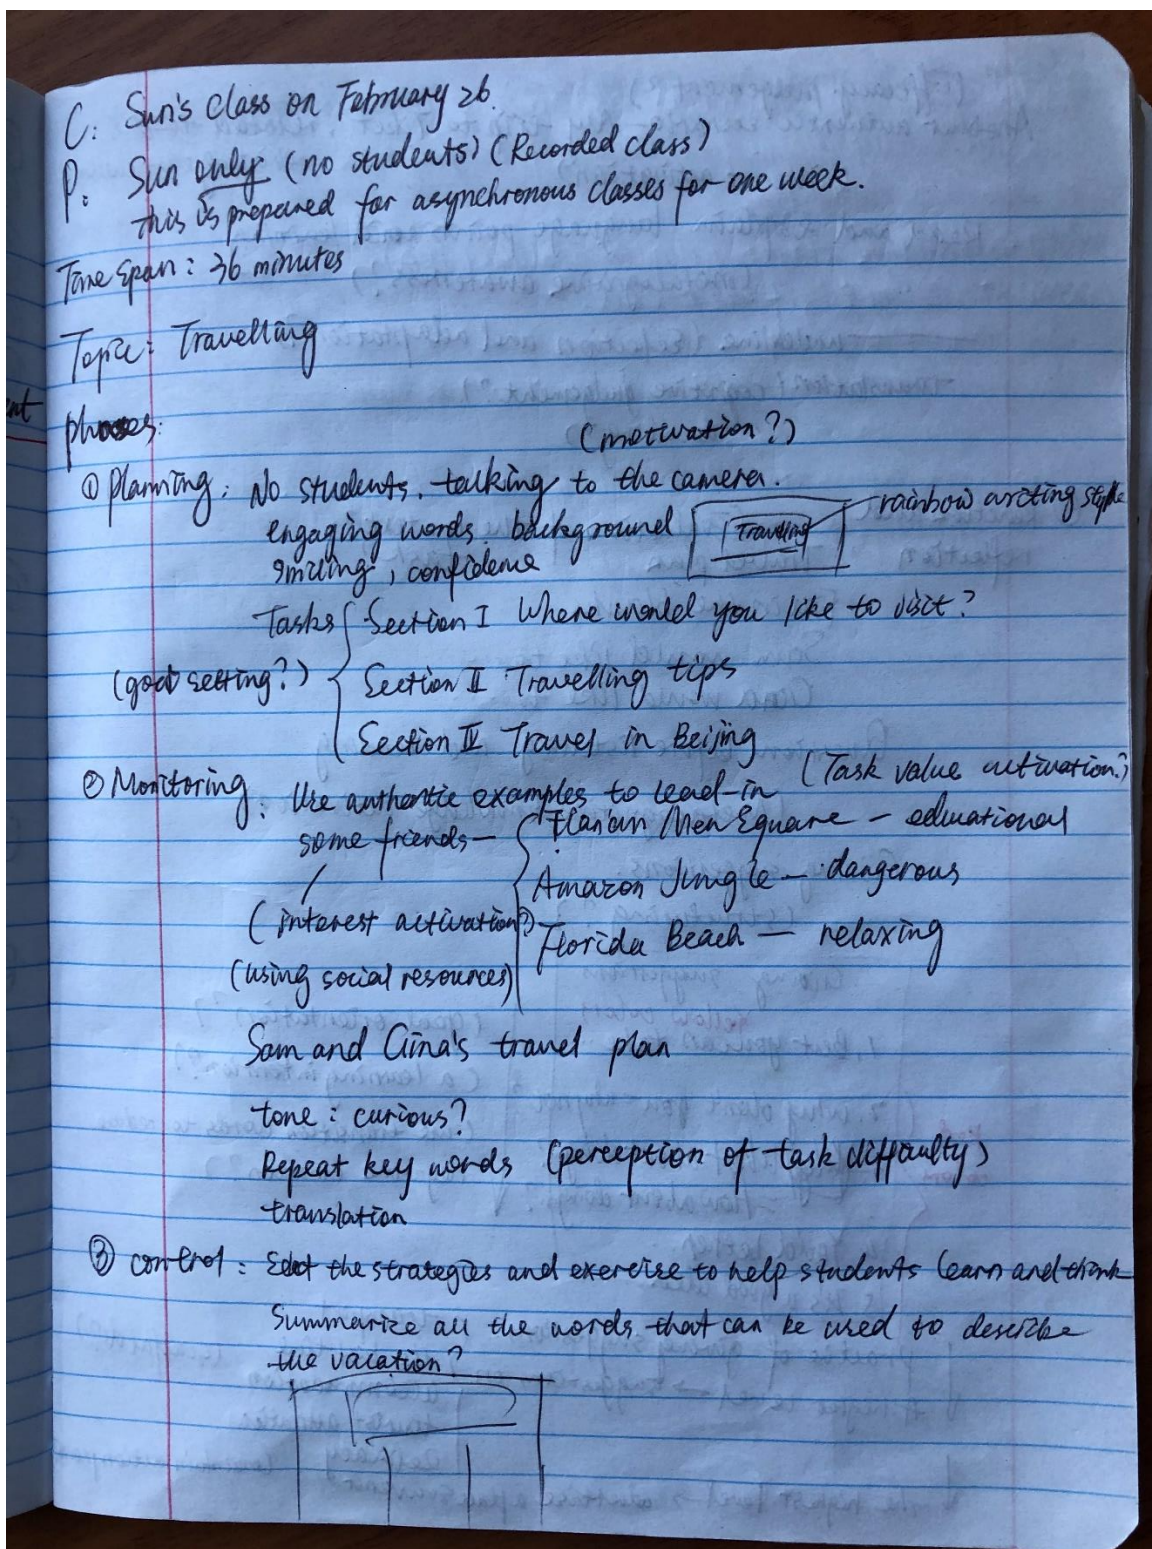 C: Sun's class on February 26.
P: Sun only (no students) (Recorded class)
this is prepared for asynchronous classes for one week.
Time Span: 36 minutes
Topic: Travelling
phases:
(motivation?)
① planning: No students. talking to the camera.
engaging words. background Travelling rainbow writing style
smiling, confidence
Tasks Section I Where would you like to visit?
(goal setting?) Section II Travelling tips
Section IV Travel in Beijing
② Monitoring: Use authentic examples to lead-in (Task value activation?)
some friends — Tian'an Men Square — educational
Amazon Jungle — dangerous
(interest activation?) Florida Beach — relaxing
(using social resources)
Sam and Gina's travel plan
tone: curious?
Repeat key words (perception of task difficulty)
translation
③ control: the strategies and exercise to help students learn and think
Summarize all the words that can be used to describe
the vacation?